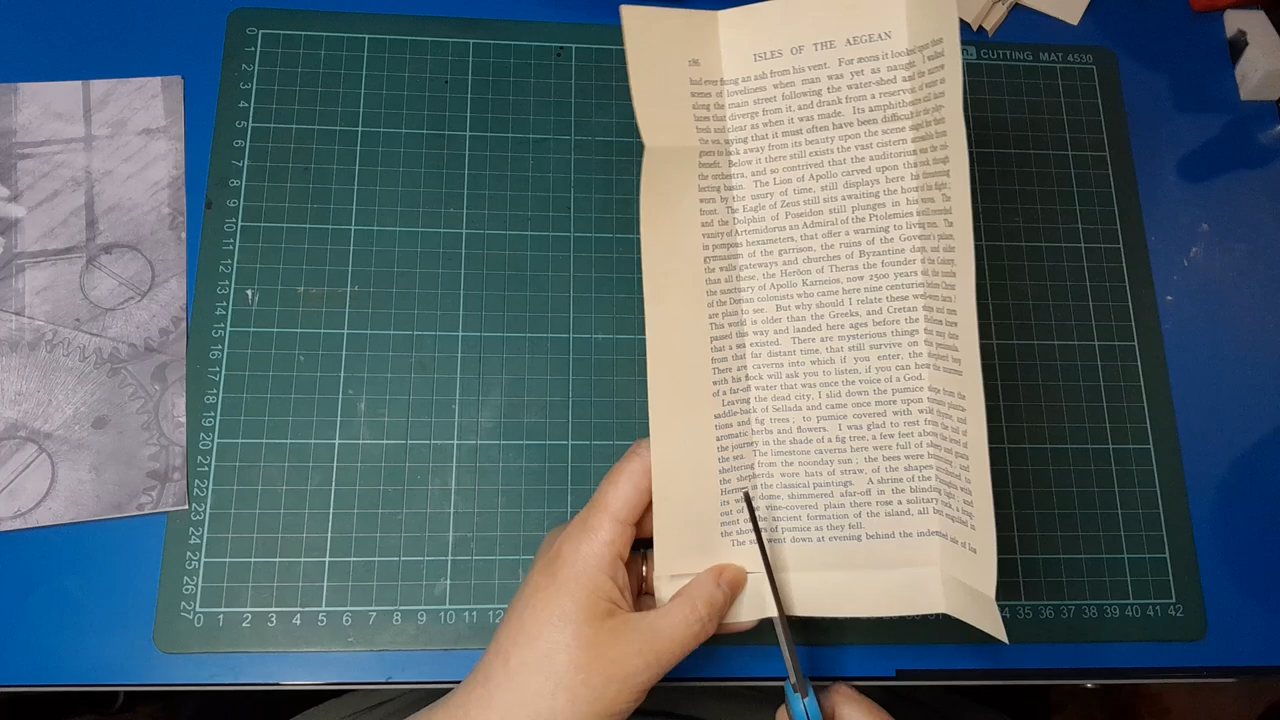 CUTTING MAT 4530
ISLES OF THE AEGEAN
had ever flung an ash from his vent. For æons it looked upon these
scenes of loveliness when man was yet as naught. I walked
along the main street following the water-shed and the narrow
lanes that diverge from it, and drank from a reservoir of water as
fresh and clear as when it was made. Its amphitheatre still faces
the sea, saying that it must often have been difficult for the
to look away from its beauty upon the scene staged for their
benefit. Below it there still exists the vast cistern accessible from
the orchestra, and so contrived that the auditorium was the col-
lecting basin. The Lion of Apollo carved upon this rock, though
worn by the usury of time, still displays here his threatening
front. The Eagle of Zeus still sits awaiting the hour of his flight;
and the Dolphin of Poseidon still plunges in his waves. The
vanity of Artemidorus an Admiral of the Ptolemies is still recorded
in pompous hexameters, that offer a warning to living men. The
gymnasium of the garrison, the ruins of the Governor's palace,
the walls gateways and churches of Byzantine days, and older
than all these, the Heröon of Theras the founder of the Colony,
the sanctuary of Apollo Karneios, now 2500 years old, the tombs
of the Dorian colonists who came here nine centuries before Christ
are plain to see. But why should I relate these well-worn facts?
This world is older than the Greeks, and Cretan ships and men
passed this way and landed here ages before the Hellenes knew
that a sea existed. There are mysterious things that may date
from that far distant time, that still survive on this peninsula.
There are caverns into which if you enter, the shepherd boy
with his flock will ask you to listen, if you can hear the murmur
of a far-off water that was once the voice of a God.
Leaving the dead city, I slid down the pumice slope from the
saddle-back of Sellada and came once more upon tomato planta-
tions and fig trees; to pumice covered with wild thyme, and
aromatic herbs and flowers. I was glad to rest from the toil of
the journey in the shade of a fig tree, a few feet above the level of
the sea. The limestone caverns here were full of sheep and goats
sheltering from the noonday sun; the bees were humming; and
the shepherds wore hats of straw, of the shapes attributed to
Hermes in the classical paintings. A shrine of the Panaghia with
its white dome, shimmered afar-off in the blinding light; and
out of the vine-covered plain there rose a solitary rock, a frag-
ment of the ancient formation of the island, all but engulfed in
the showers of pumice as they fell.
The sun went down at evening behind the indented isle of Ios
0
1
2
3
4
5
6
7
8
9
10
11
12
13
14
15
16
17
18
19
20
21
22
23
24
25
26
27
0 1 2 3 4 5 6 7 8 9 10 11 12
34 35 36 37 38 39 40 41 42